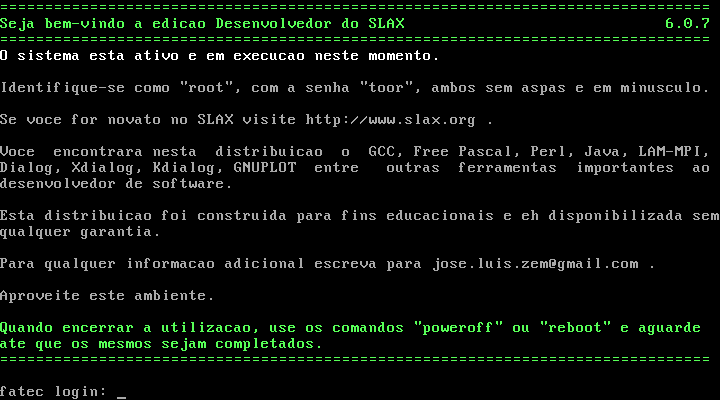 ===============================================================================
Seja bem-vindo a edicao Desenvolvedor do SLAX 6.0.7
===============================================================================
O sistema esta ativo e em execucao neste momento.
Identifique-se como "root", com a senha "toor", ambos sem aspas e em minusculo.
Se voce for novato no SLAX visite http://www.slax.org .
Voce encontrara nesta distribuicao o GCC, Free Pascal, Perl, Java, LAM-MPI,
Dialog, Xdialog, Kdialog, GNUPLOT entre outras ferramentas importantes ao
desenvolvedor de software.
Esta distribuicao foi construida para fins educacionais e eh disponibilizada sem
qualquer garantia.
Para qualquer informacao adicional escreva para jose.luis.zem@gmail.com .
Aproveite este ambiente.
Quando encerrar a utilizacao, use os comandos "poweroff" ou "reboot" e aguarde
ate que os mesmos sejam completados.
===============================================================================
fatec login: _